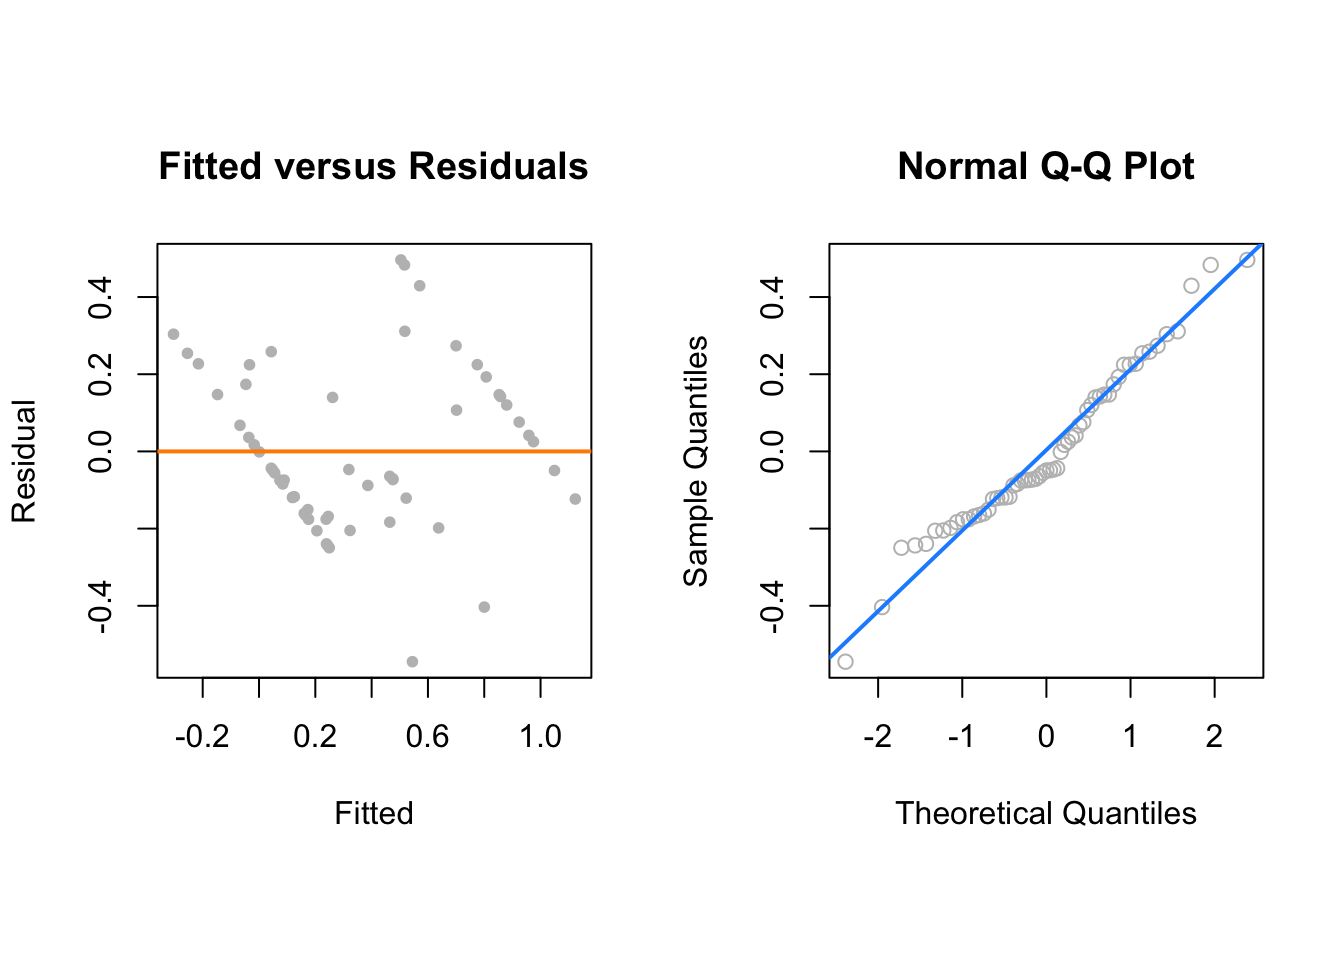 Fitted versus Residuals
Residual
0.4
0.2
0.0
-0.4
-0.2
0.2
0.6
1.0
Fitted
Normal Q-Q Plot
Sample Quantiles
0.4
0.2
0.0
-0.4
-2
-1
0
1
2
Theoretical Quantiles